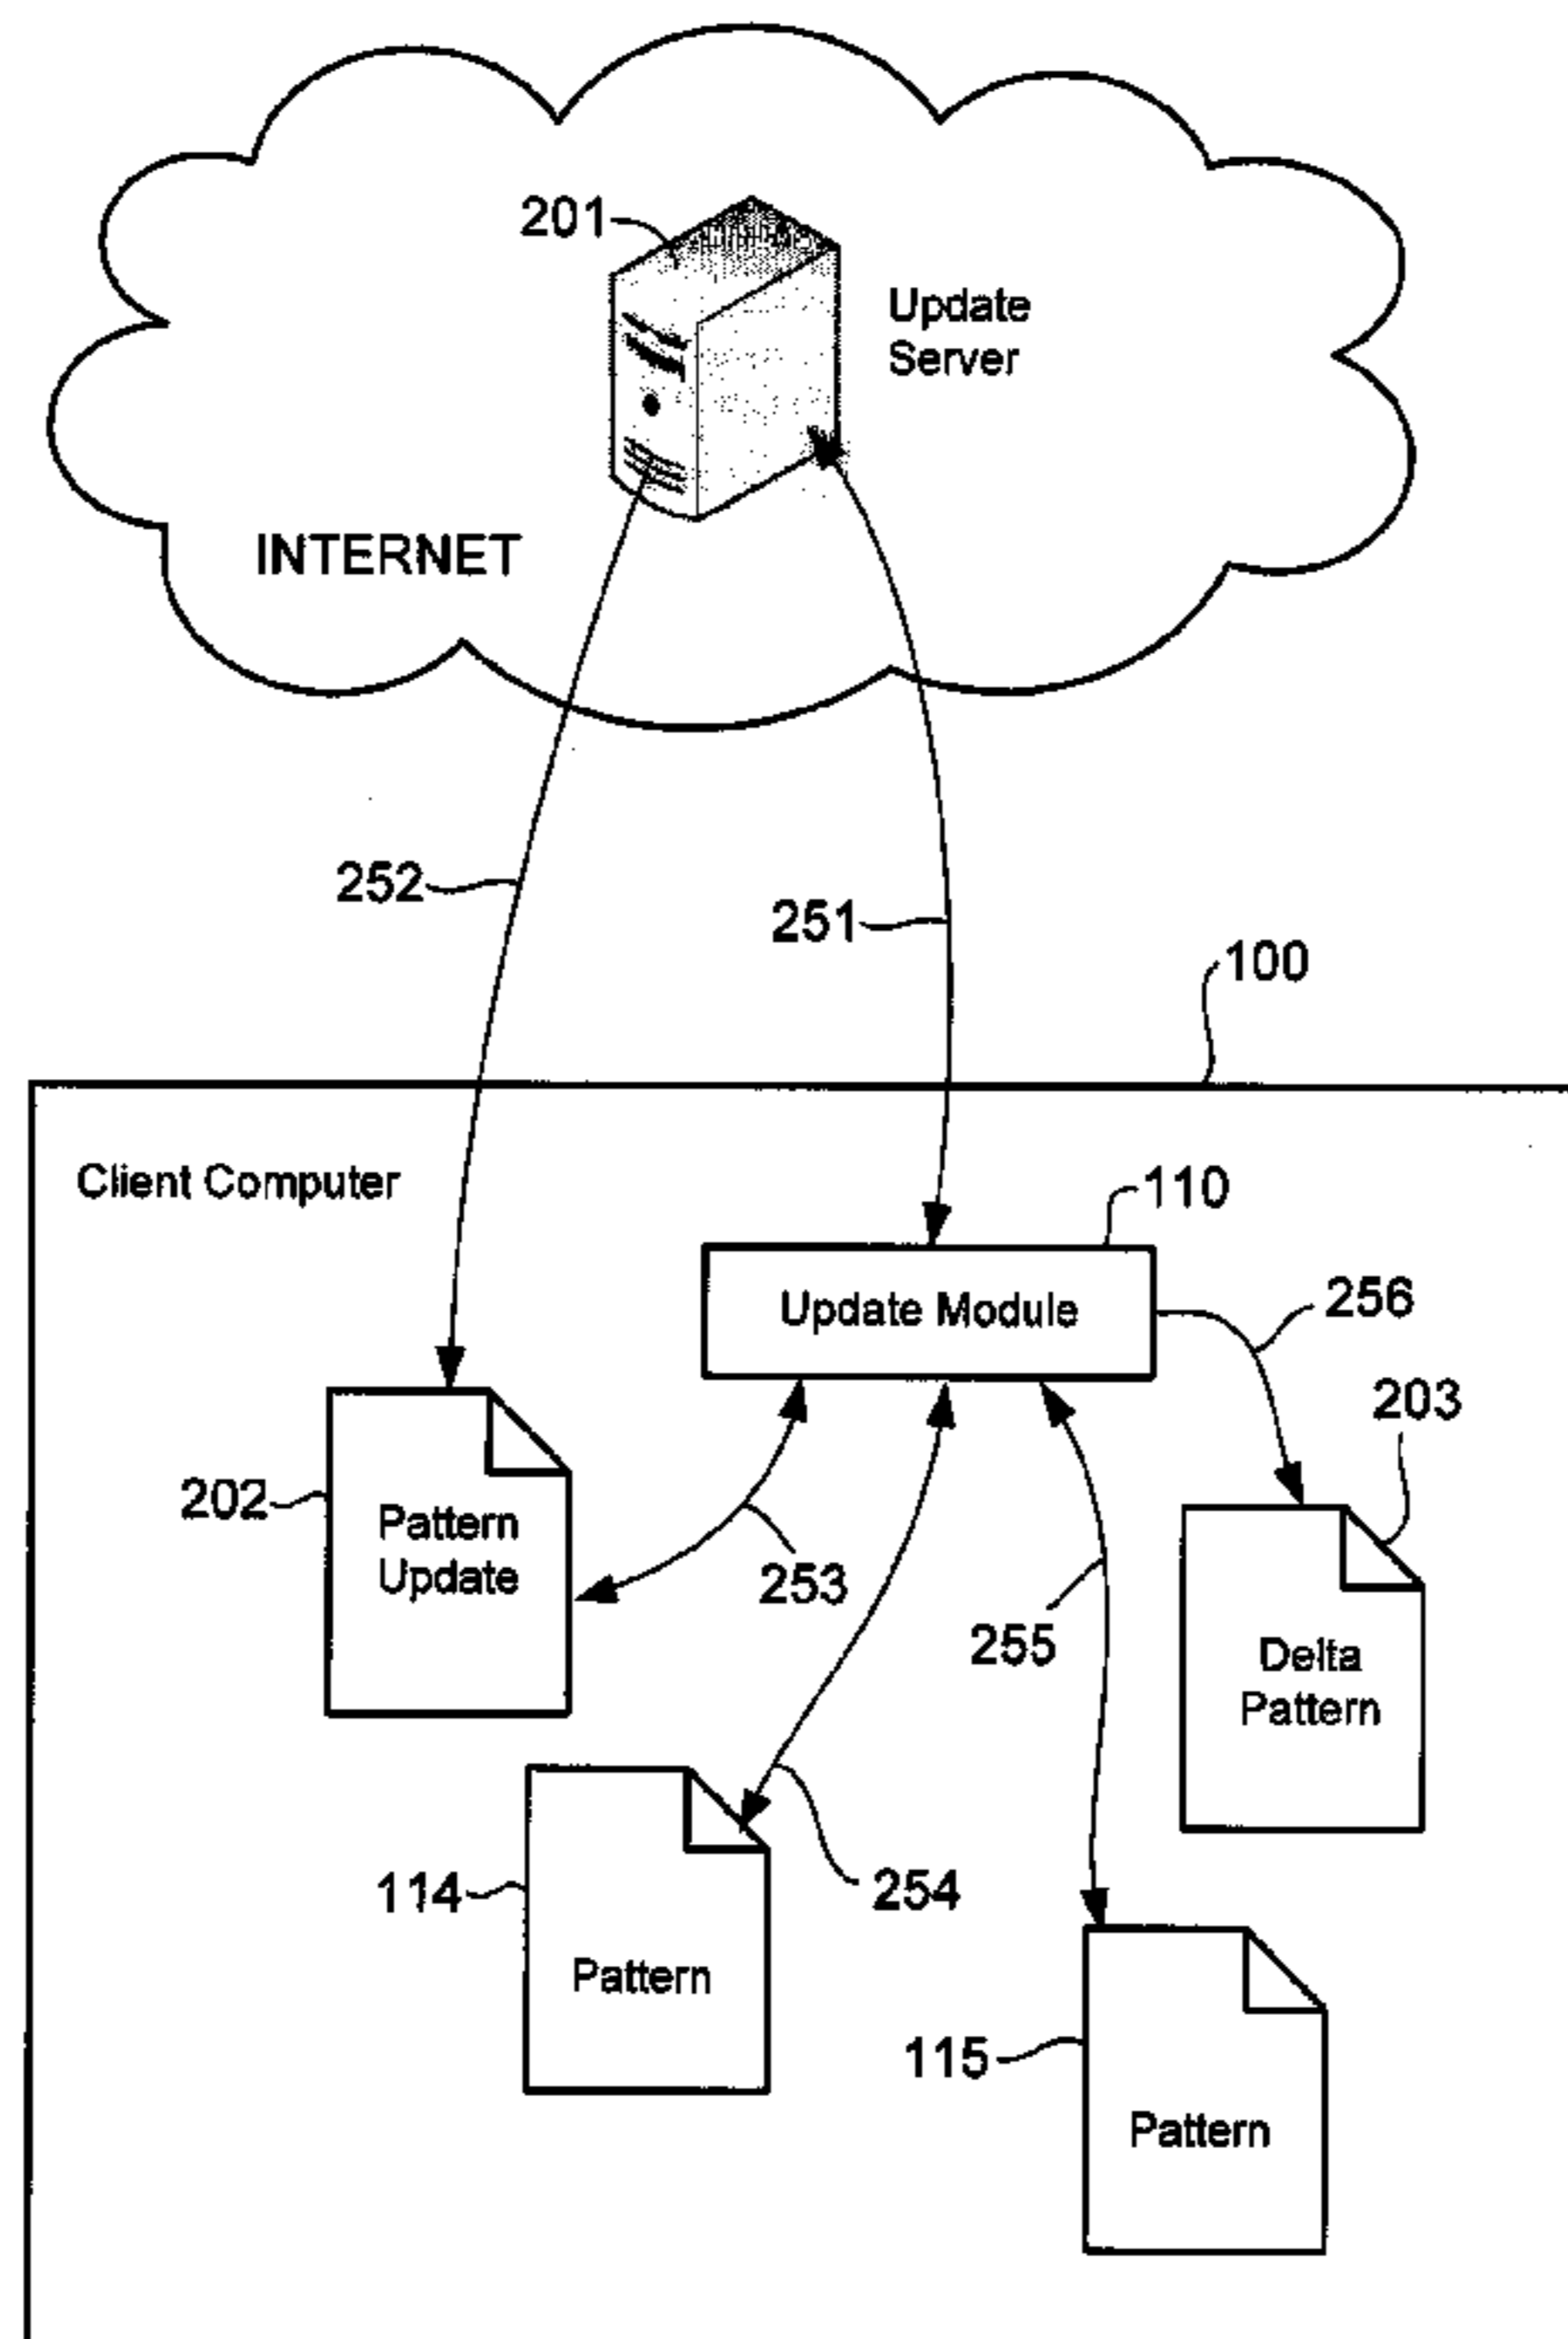 201
Update
Server
INTERNET
252
251
100
Client Computer
110
Update Module
256
203
202
Pattern
Update
253
255
Delta
Pattern
114
254
Pattern
115
Pattern